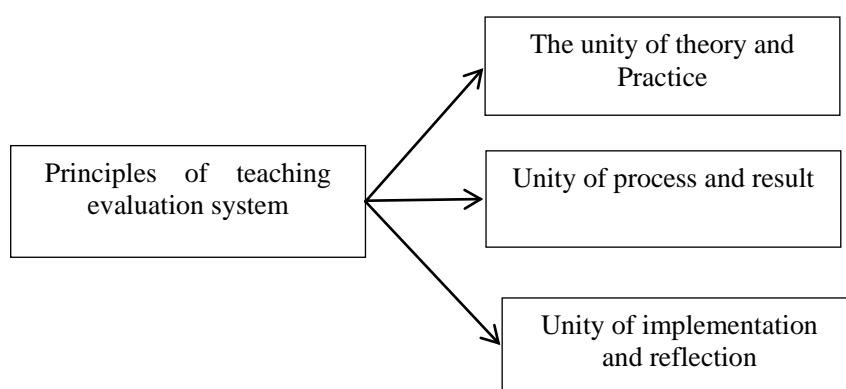 Principles of teaching
evaluation system
The unity of theory and
Practice
Unity of process and result
Unity of implementation
and reflection